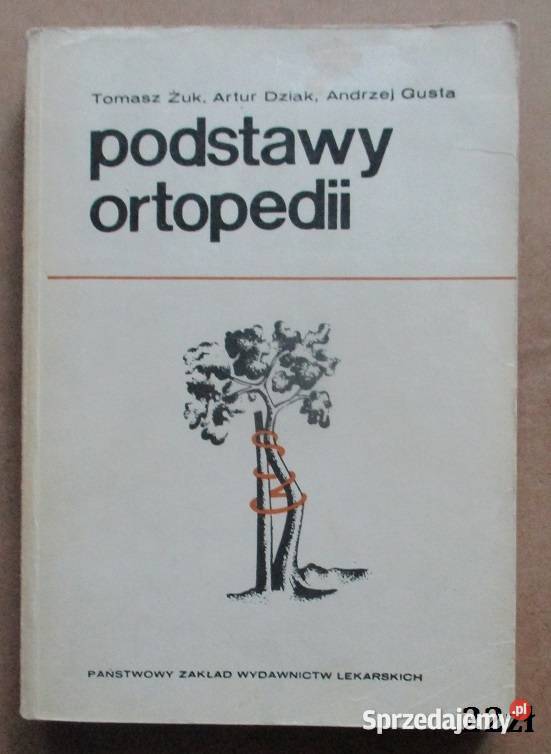 Tomasz Żuk, Artur Dziak, Andrzej Gusta
podstawy
ortopedii
PAŃSTWOWY ZAKŁAD WYDAWNICTW LEKARSKICH
Sprzedajemy.pl